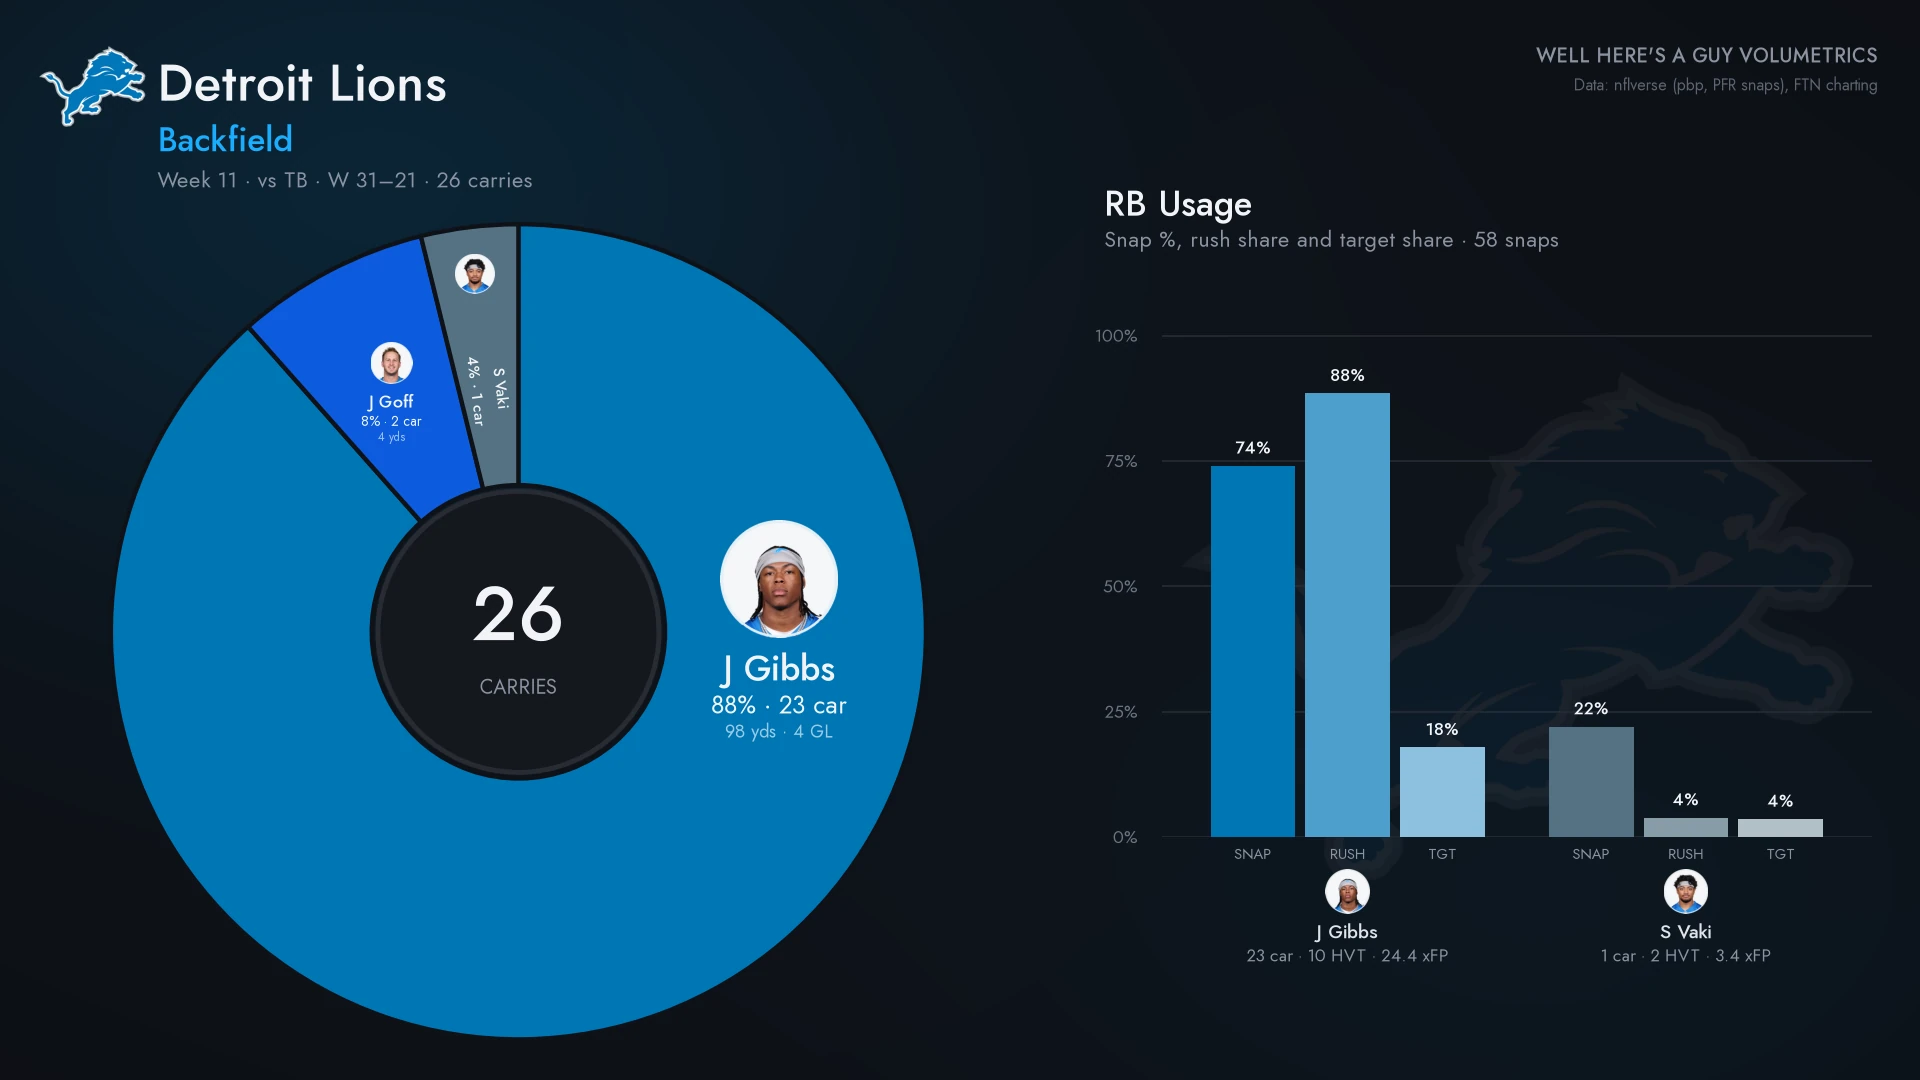 Detroit Lions
Backfield
Week 11 · vs TB · W 31–21 · 26 carries
WELL HERE'S A GUY VOLUMETRICS
Data: nflverse (pbp, PFR snaps), FTN charting
J Goff
8% · 2 car
4 yds
S Vaki
4% · 1 car
26
CARRIES
J Gibbs
88% · 23 car
98 yds · 4 GL
RB Usage
Snap %, rush share and target share · 58 snaps
100%
75%
50%
25%
0%
74%
88%
18%
22%
4%
4%
SNAP
RUSH
TGT
SNAP
RUSH
TGT
J Gibbs
23 car · 10 HVT · 24.4 xFP
S Vaki
1 car · 2 HVT · 3.4 xFP